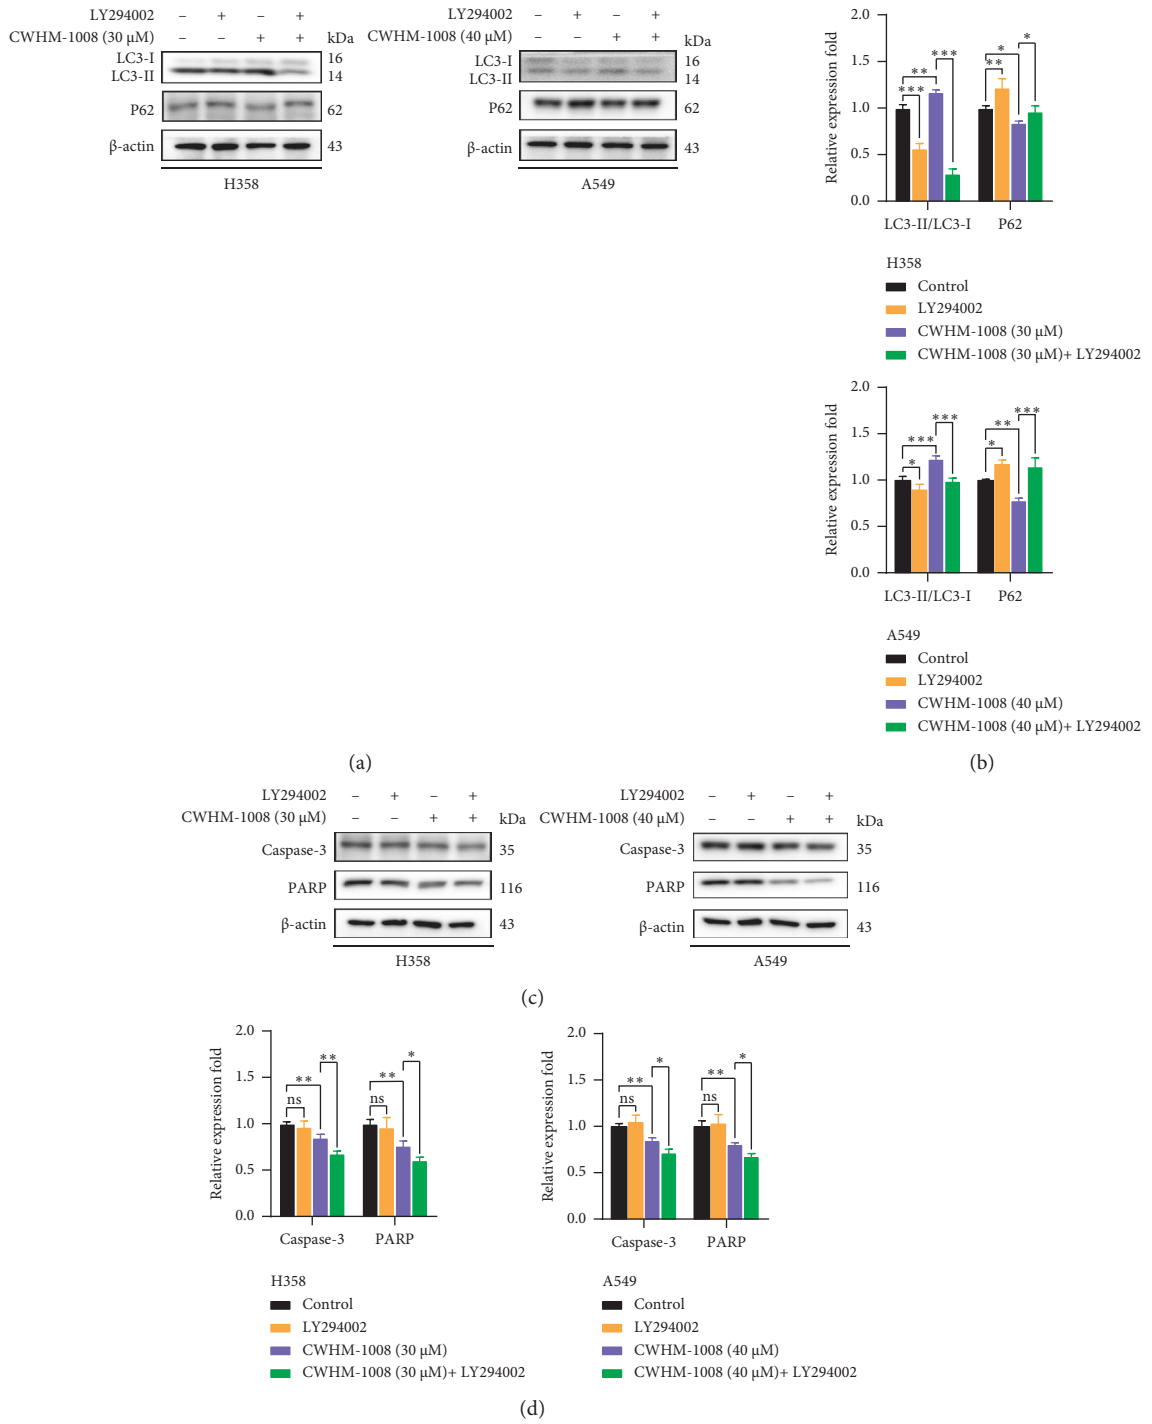 LY294002 – + – +
CWHM-1008 (30 μM) – – + + kDa
LC3-I 16
LC3-II 14
P62 62
β-actin 43
H358
LY294002 – + – +
CWHM-1008 (40 μM) – – + + kDa
LC3-I 16
LC3-II 14
P62 62
β-actin 43
A549
(a)
Relative expression fold
2.0
1.5
1.0
0.5
0.0
*** ** *** ** * *
LC3-II/LC3-I P62
H358
Control
LY294002
CWHM-1008 (30 μM)
CWHM-1008 (30 μM)+ LY294002
Relative expression fold
2.0
1.5
1.0
0.5
0.0
* *** *** * ** ***
LC3-II/LC3-I P62
A549
Control
LY294002
CWHM-1008 (40 μM)
CWHM-1008 (40 μM)+ LY294002
(b)
LY294002 – + – +
CWHM-1008 (30 μM) – – + + kDa
Caspase-3 35
PARP 116
β-actin 43
H358
LY294002 – + – +
CWHM-1008 (40 μM) – – + + kDa
Caspase-3 35
PARP 116
β-actin 43
A549
(c)
Relative expression fold
2.0
1.5
1.0
0.5
0.0
ns ** ** ns ** *
Caspase-3 PARP
H358
Control
LY294002
CWHM-1008 (30 μM)
CWHM-1008 (30 μM)+ LY294002
Relative expression fold
2.0
1.5
1.0
0.5
0.0
ns ** * ns ** *
Caspase-3 PARP
A549
Control
LY294002
CWHM-1008 (40 μM)
CWHM-1008 (40 μM)+ LY294002
(d)